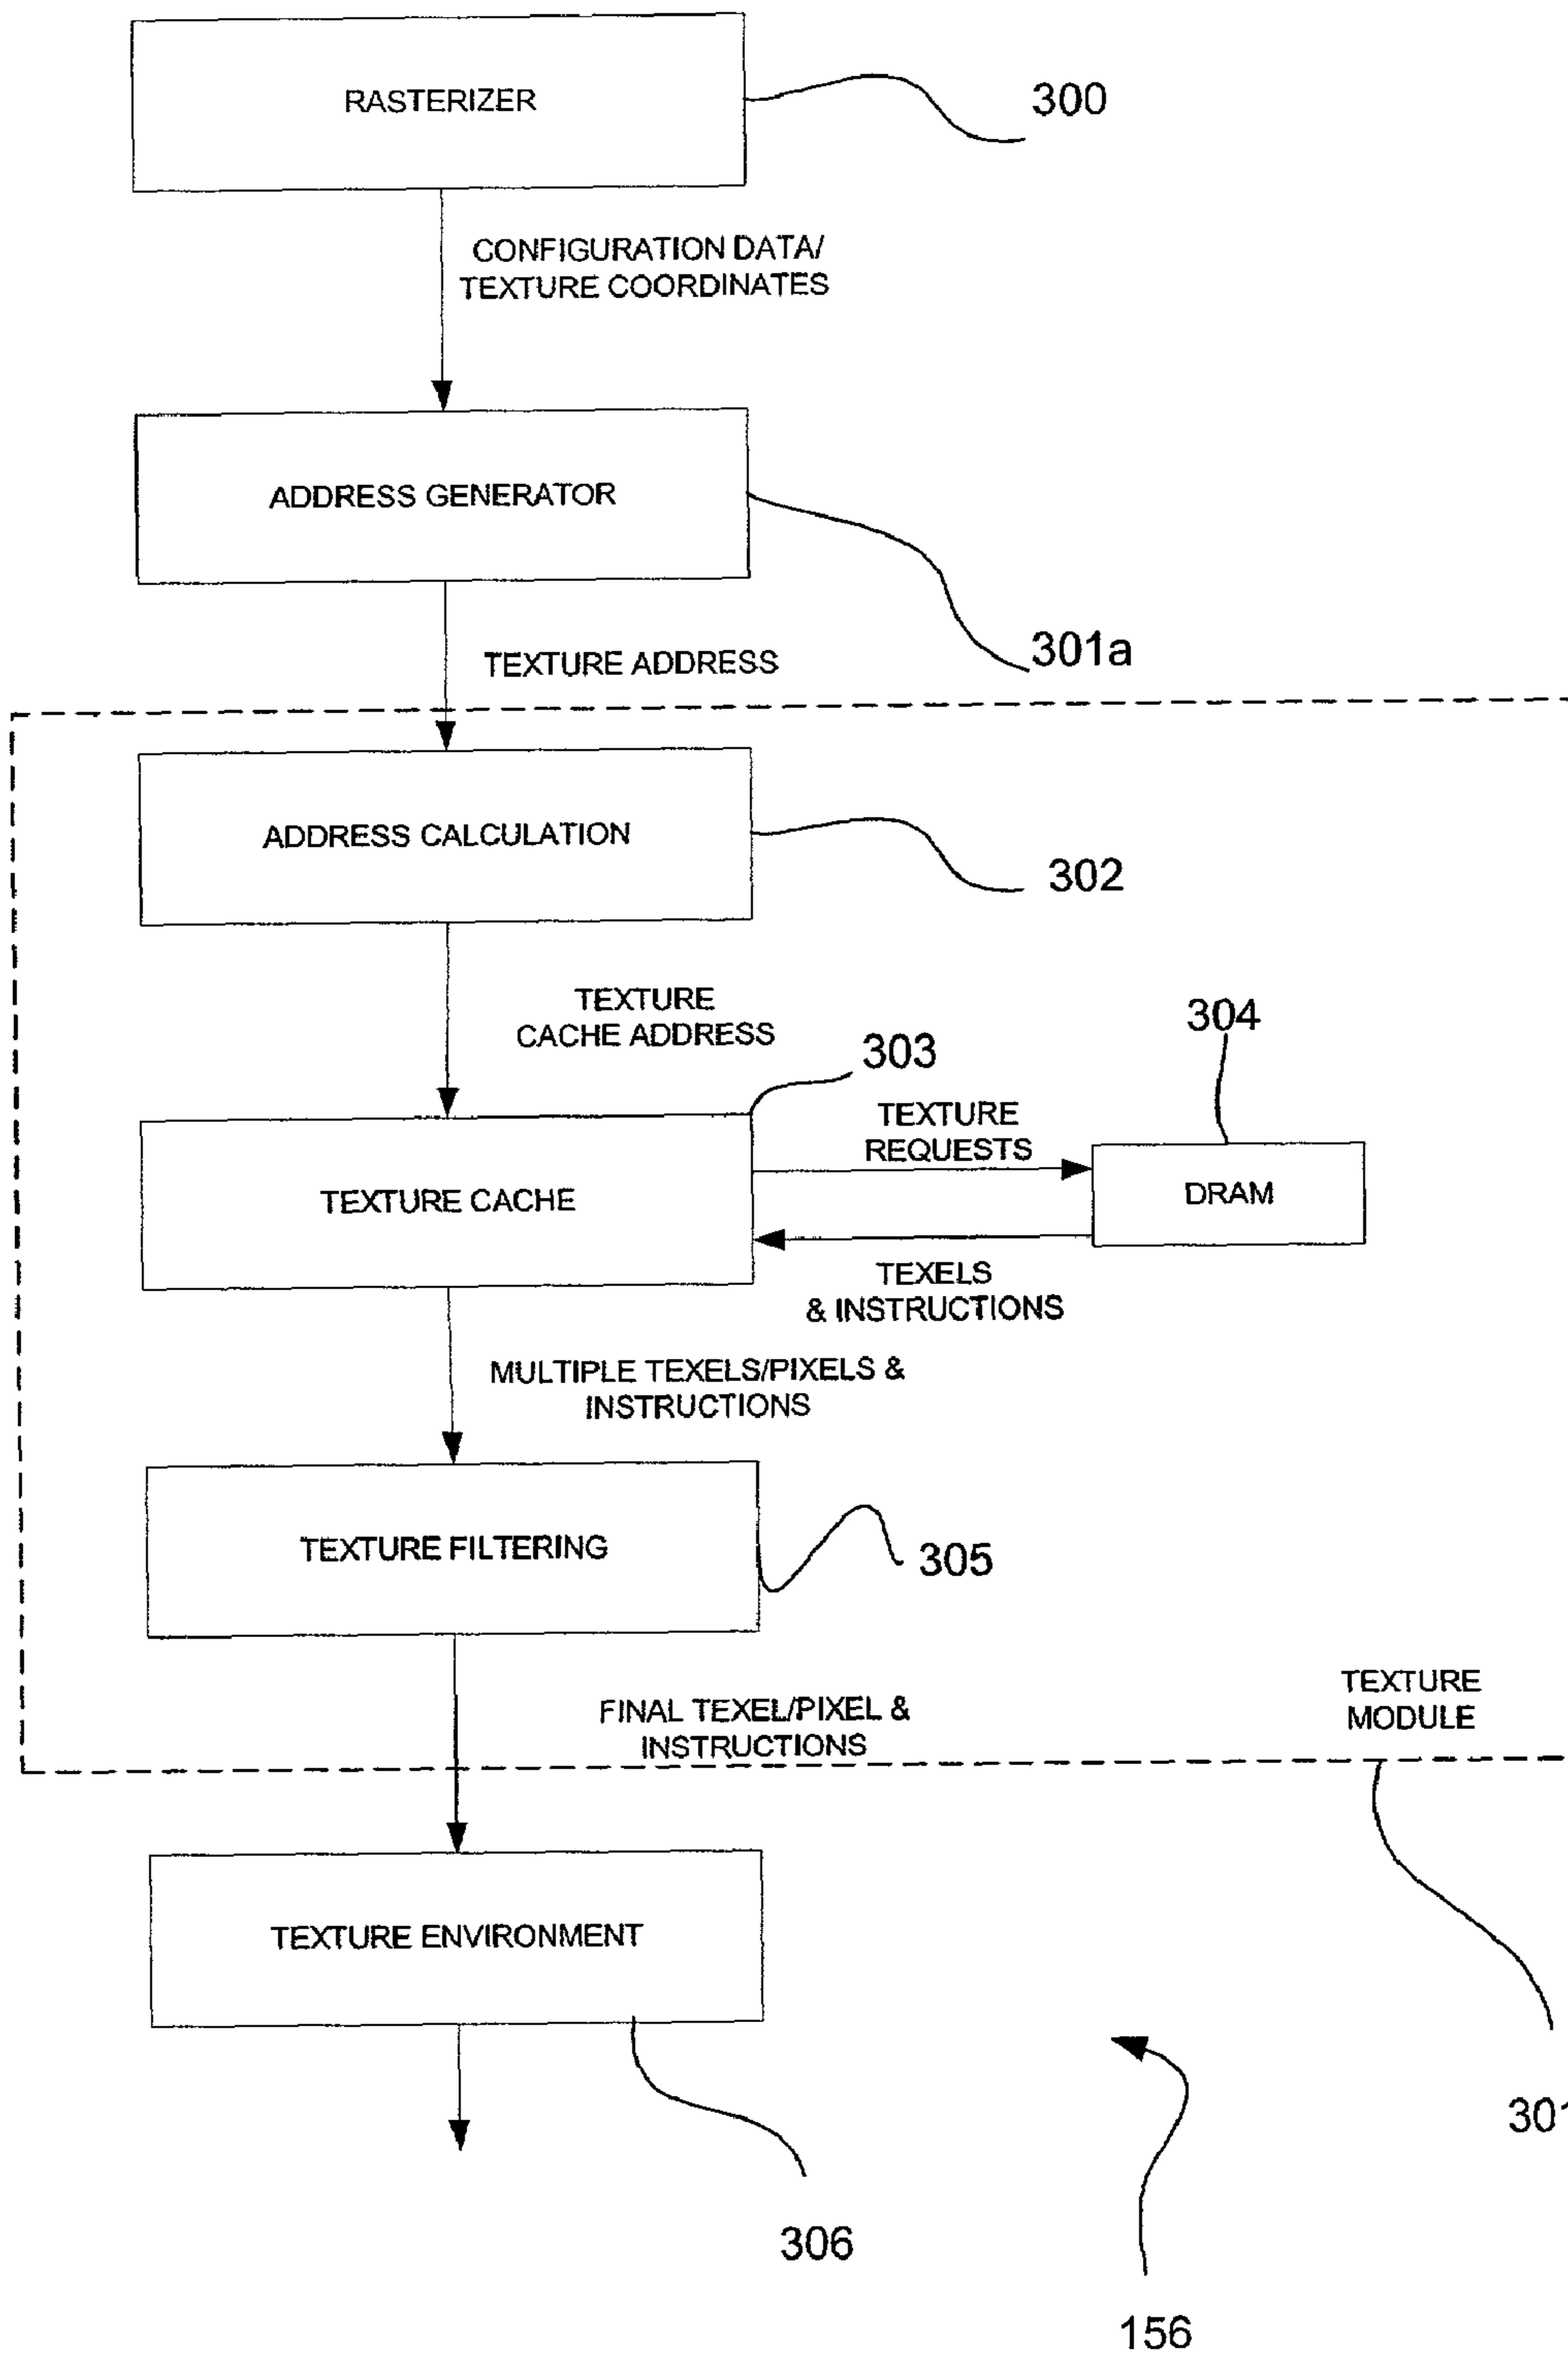 RASTERIZER
300
CONFIGURATION DATA/
TEXTURE COORDINATES
ADDRESS GENERATOR
301a
TEXTURE ADDRESS
ADDRESS CALCULATION
302
TEXTURE
CACHE ADDRESS
303
304
TEXTURE
REQUESTS
TEXTURE CACHE
DRAM
TEXELS
& INSTRUCTIONS
MULTIPLE TEXELS/PIXELS &
INSTRUCTIONS
TEXTURE FILTERING
305
FINAL TEXEL/PIXEL &
INSTRUCTIONS
TEXTURE
MODULE
TEXTURE ENVIRONMENT
301
306
156